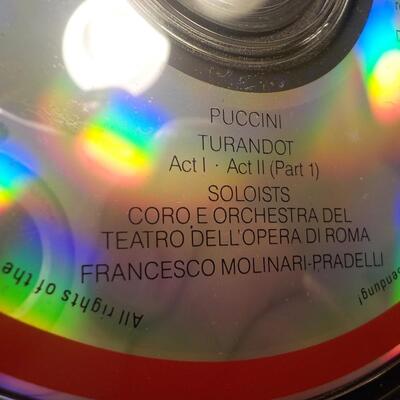 PUCCINI
TURANDOT
Act I · Act II (Part 1)
SOLOISTS
CORO E ORCHESTRA DEL
TEATRO DELL'OPERA DI ROMA
FRANCESCO MOLINARI-PRADELLI
All rights of the
sendung!